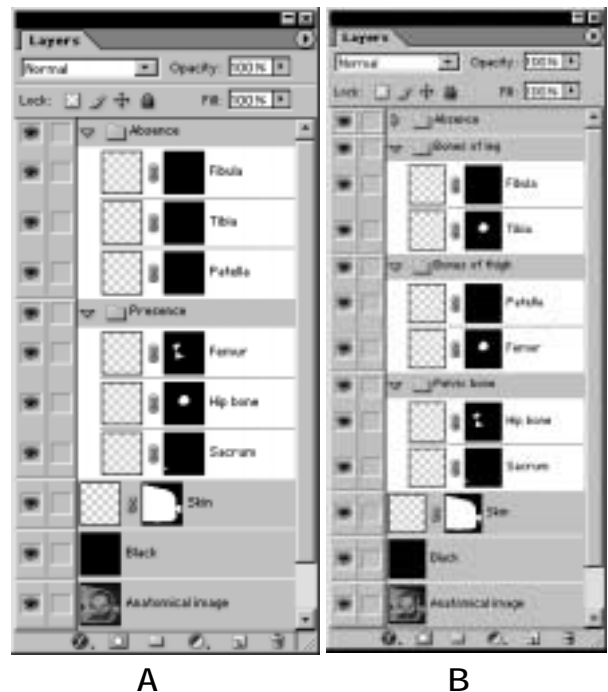 Layers
Normal Opacity: 100%
Lock: Fill: 100%
Absence
Fibula
Tibia
Patella
Presence
Femur
Hip bone
Sacrum
Skin
Black
Anatomical image
A
Layers
Normal Opacity: 100%
Lock: Fill: 100%
Absence
Bones of leg
Fibula
Tibia
Bones of thigh
Patella
Femur
Pelvic bone
Hip bone
Sacrum
Skin
Black
Anatomical image
B